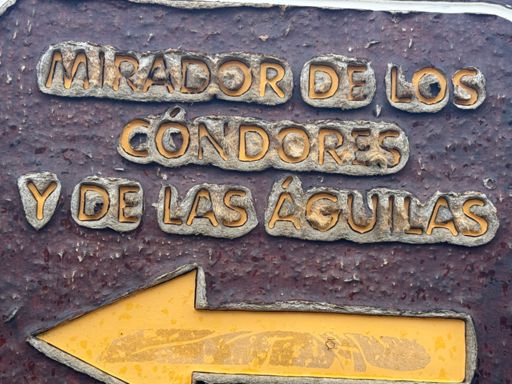 MIRADOR DE LOS
CÓNDORES
Y DE LAS ÁGUILAS